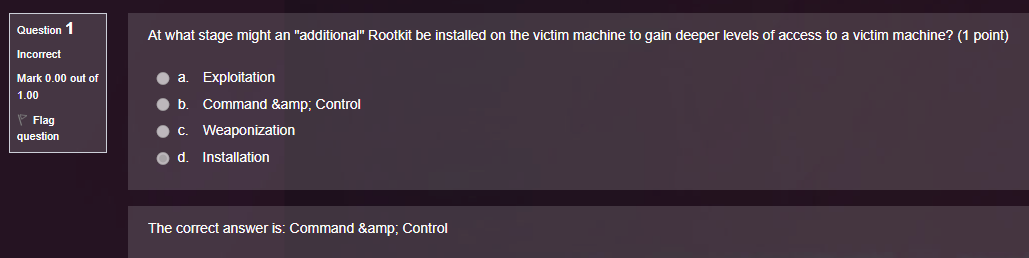 Question 1
Incorrect
Mark 0.00 out of
1.00
Flag
question
At what stage might an "additional" Rootkit be installed on the victim machine to gain deeper levels of access to a victim machine? (1 point)
a. Exploitation
b. Command &amp; Control
c. Weaponization
d. Installation
The correct answer is: Command &amp; Control